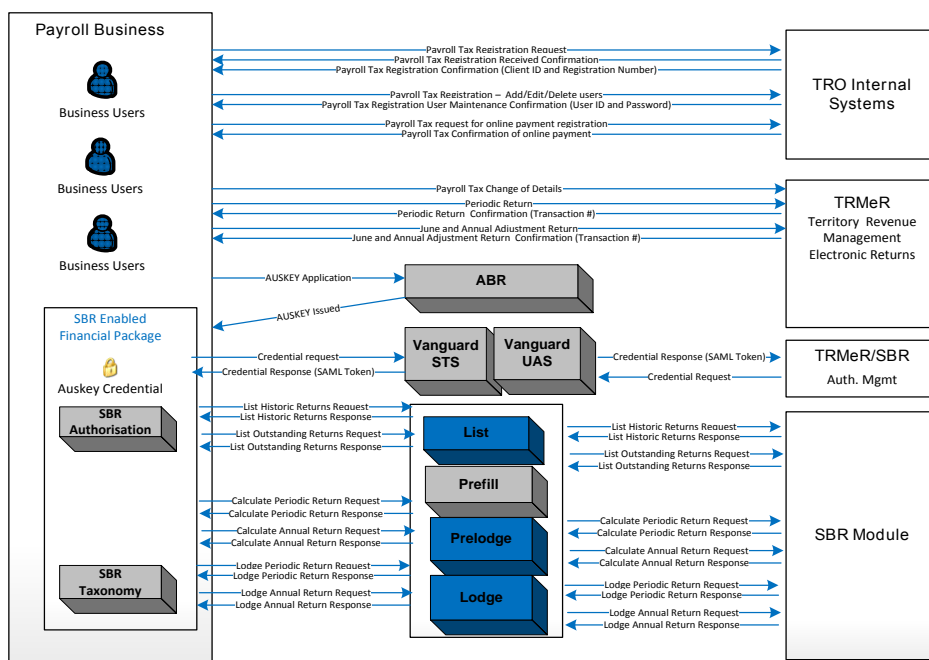 Payroll Business
Business Users
Business Users
Business Users
SBR Enabled
Financial Package
Auskey Credential
SBR
Authorisation
SBR
Taxonomy
Payroll Tax Registration Request
Payroll Tax Registration Received Confirmation
Payroll Tax Registration Confirmation (Client ID and Registration Number)
Payroll Tax Registration – Add/Edit/Delete users
Payroll Tax Registration User Maintenance Confirmation (User ID and Password)
Payroll Tax request for online payment registration
Payroll Tax Confirmation of online payment
TRO Internal
Systems
Payroll Tax Change of Details
Periodic Return
Periodic Return Confirmation (Transaction #)
June and Annual Adjustment Return
June and Annual Adjustment Return Confirmation (Transaction #)
TRMeR
Territory Revenue
Management
Electronic Returns
AUSKEY Application
AUSKEY Issued
ABR
Credential request
Credential Response (SAML Token)
Vanguard
STS
Vanguard
UAS
Credential Response (SAML Token)
Credential Request
TRMeR/SBR
Auth. Mgmt
List Historic Returns Request
List Historic Returns Response
List Outstanding Returns Request
List Outstanding Returns Response
Calculate Periodic Return Request
Calculate Periodic Return Response
Calculate Annual Return Request
Calculate Annual Return Response
Lodge Periodic Return Request
Lodge Periodic Return Response
Lodge Annual Return Request
Lodge Annual Return Response
List
Prefill
Prelodge
Lodge
List Historic Returns Request
List Historic Returns Response
List Outstanding Returns Request
List Outstanding Returns Response
Calculate Periodic Return Request
Calculate Periodic Return Response
Calculate Annual Return Request
Calculate Annual Return Response
Lodge Periodic Return Request
Lodge Periodic Return Response
Lodge Annual Return Request
Lodge Annual Return Response
SBR Module